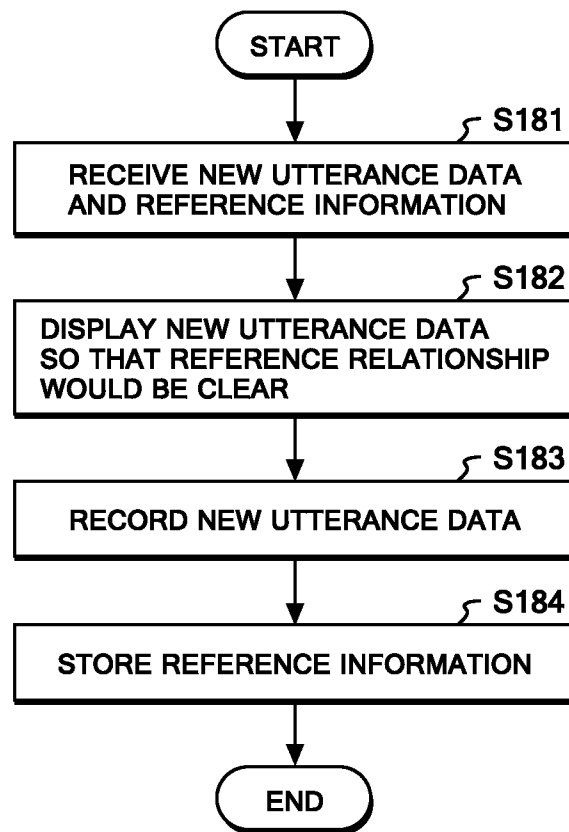 START
S181
RECEIVE NEW UTTERANCE DATA
AND REFERENCE INFORMATION
S182
DISPLAY NEW UTTERANCE DATA
SO THAT REFERENCE RELATIONSHIP
WOULD BE CLEAR
S183
RECORD NEW UTTERANCE DATA
S184
STORE REFERENCE INFORMATION
END